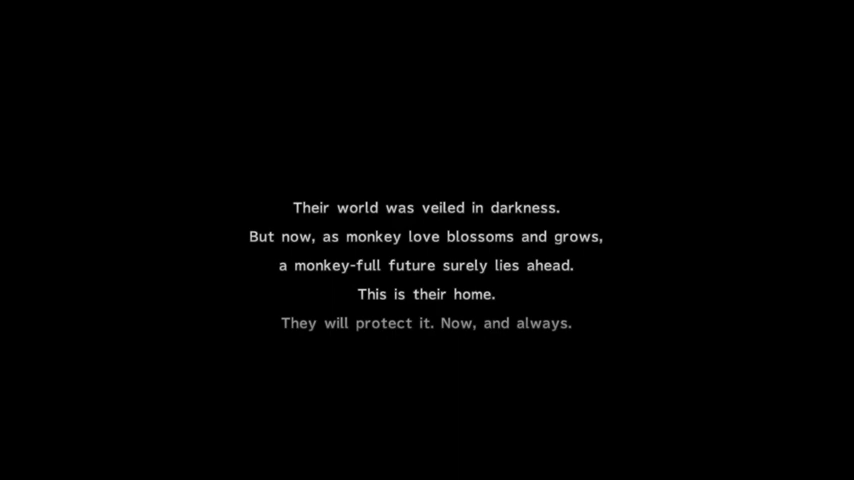 Their world was veiled in darkness.
But now, as monkey love blossoms and grows,
a monkey-full future surely lies ahead.
This is their home.
They will protect it. Now, and always.